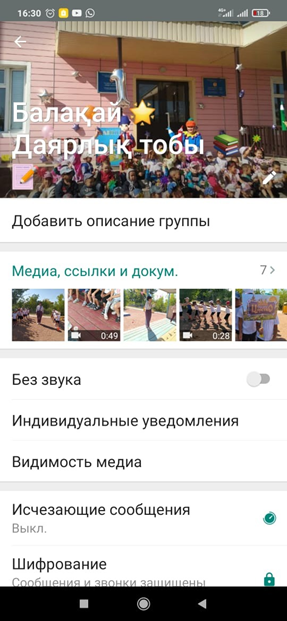 16:30
18
Балақай ⭐
Даярлық тобы
📝
Добавить описание группы
Медиа, ссылки и докум.
7 >
0:49
0:28
Без звука
Индивидуальные уведомления
Видимость медиа
Исчезающие сообщения
Выкл.
Шифрование
Сообщения и звонки защищены